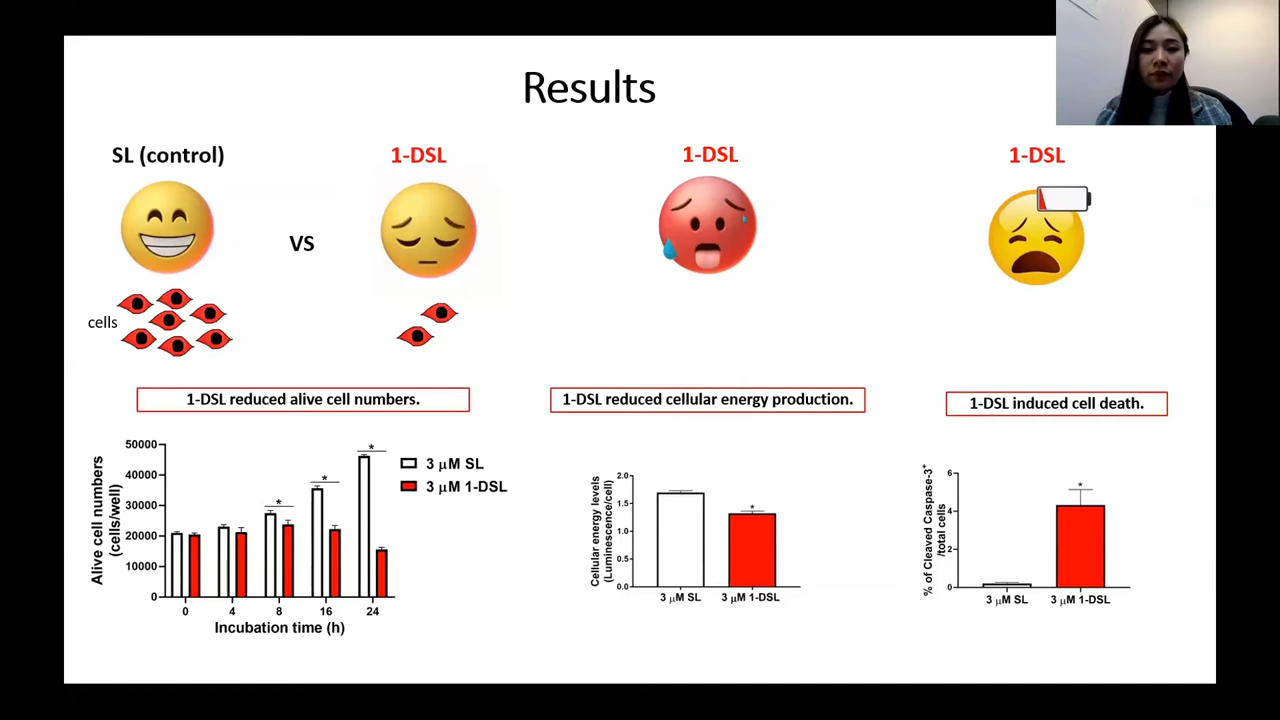 Results
SL (control)
1-DSL
1-DSL
1-DSL
VS
cells
1-DSL reduced alive cell numbers.
1-DSL reduced cellular energy production.
1-DSL induced cell death.
Alive cell numbers
(cells/well)
50000
40000
30000
20000
10000
0
* * *
0 4 8 16 24
Incubation time (h)
3 μM SL
3 μM 1-DSL
Cellular energy levels
(Luminescence/cell)
2.0
1.5
1.0
0.5
0.0
*
3 μM SL 3 μM 1-DSL
% of Cleaved Caspase-3⁺
/total cells
6
4
2
0
*
3 μM SL 3 μM 1-DSL